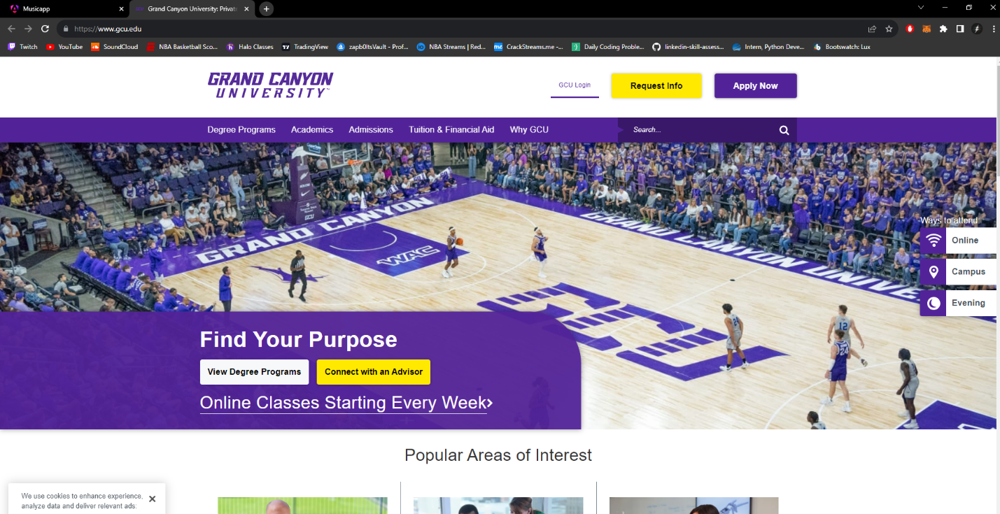 Musicapp
Grand Canyon University: Privat
https://www.gcu.edu
Twitch
YouTube
SoundCloud
NBA Basketball Sco...
Halo Classes
TradingView
zapb0ltsVault - Prof...
NBA Streams | Red...
CrackStreams.me -...
Daily Coding Proble...
linkedin-skill-assess...
Intern, Python Deve...
Bootswatch: Lux
GRAND CANYON
UNIVERSITY™
GCU Login
Request Info
Apply Now
Degree Programs
Academics
Admissions
Tuition & Financial Aid
Why GCU
Search...
GRAND CANYON
WAC
GRAND CANYON UNIVE
GCU
24
12
24
Ways to attend:
Online
Campus
Evening
Find Your Purpose
View Degree Programs
Connect with an Advisor
Online Classes Starting Every Week
Popular Areas of Interest
We use cookies to enhance experience,
analyze data and deliver relevant ads: